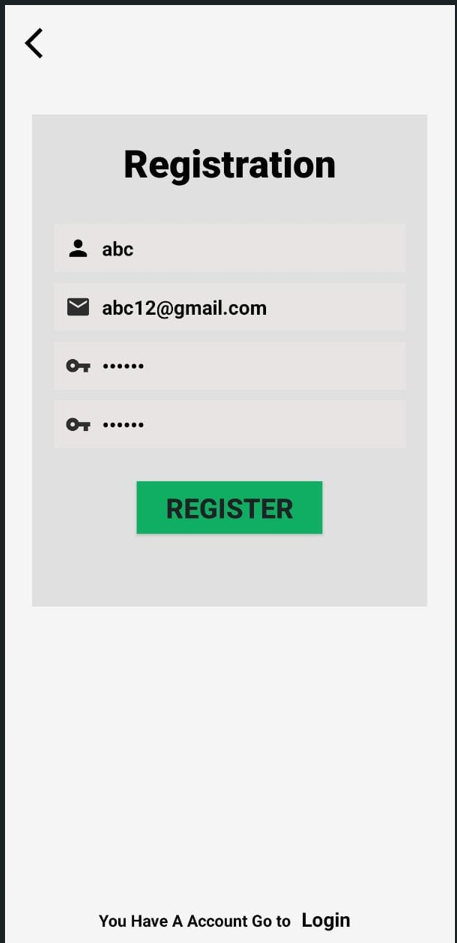 Registration
abc
abc12@gmail.com
••••••
••••••
REGISTER
You Have A Account Go to Login